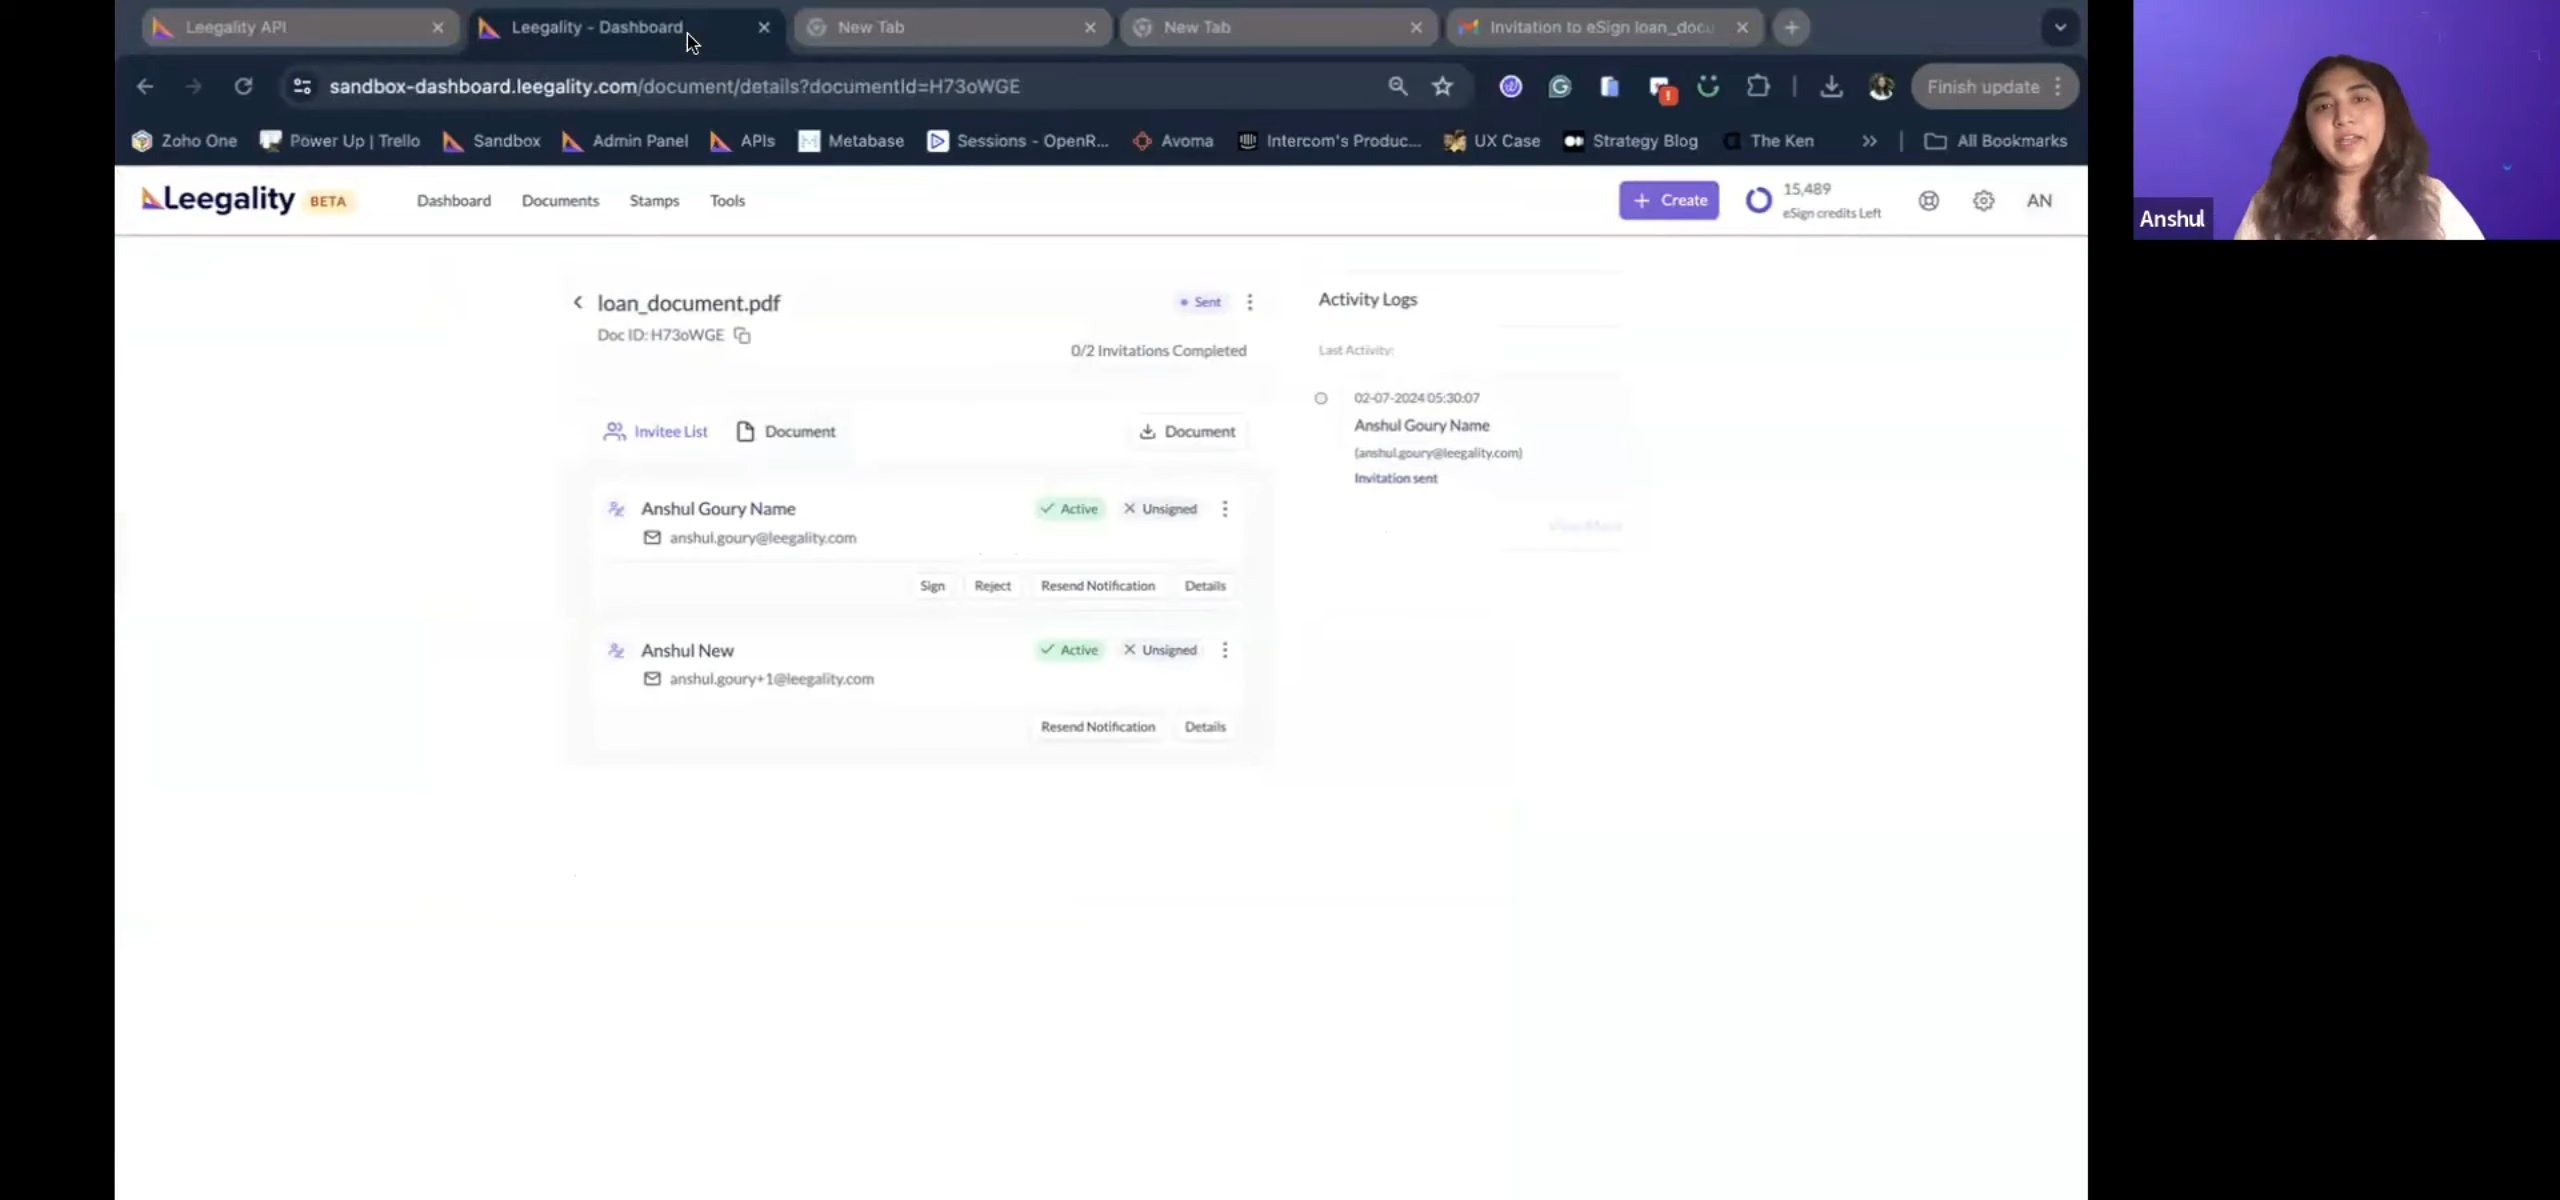 Leegality API
Leegality - Dashboard
New Tab
New Tab
Invitation to eSign loan_docu
sandbox-dashboard.leegality.com/document/details?documentId=H73oWGE
Finish update
Zoho One
Power Up | Trello
Sandbox
Admin Panel
APIs
Metabase
Sessions - OpenR...
Avoma
Intercom's Produc...
UX Case
Strategy Blog
The Ken
All Bookmarks
Leegality BETA
Dashboard
Documents
Stamps
Tools
+ Create
15,489
eSign credits Left
AN
Anshul
loan_document.pdf
Sent
Doc ID: H73oWGE
0/2 Invitations Completed
Invitee List
Document
Document
Anshul Goury Name
Active
Unsigned
anshul.goury@leegality.com
Sign
Reject
Resend Notification
Details
Anshul New
Active
Unsigned
anshul.goury+1@leegality.com
Resend Notification
Details
Activity Logs
Last Activity:
02-07-2024 05:30:07
Anshul Goury Name
(anshul.goury@leegality.com)
Invitation sent
View More